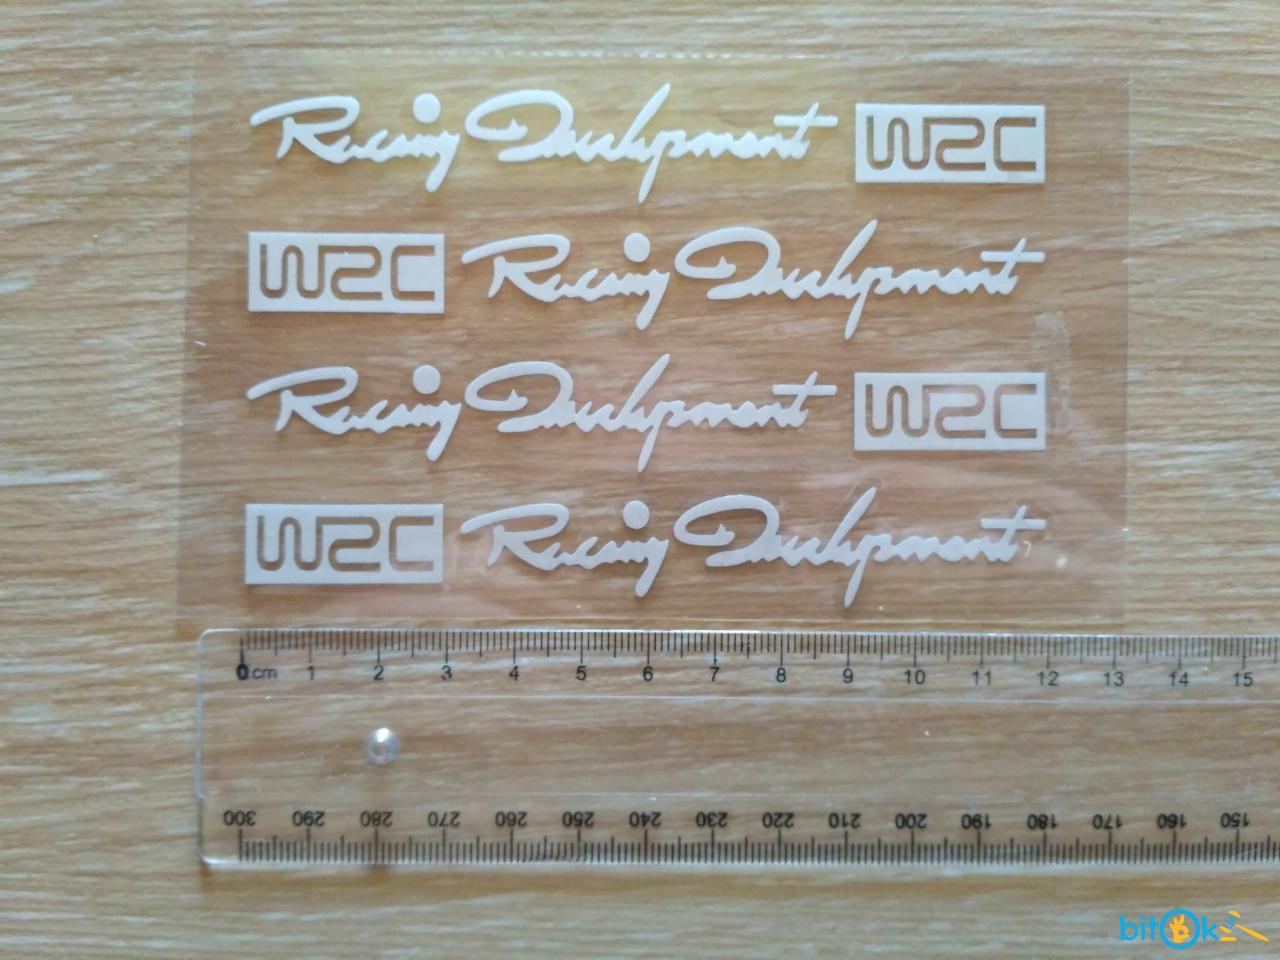 Racing Development WRC
WRC Racing Development
Racing Development WRC
WRC Racing Development
0 cm 1 2 3 4 5 6 7 8 9 10 11 12 13 14 15
300 290 280 270 260 250 240 230 220 210 200 190 180 170 160 150
bitOk